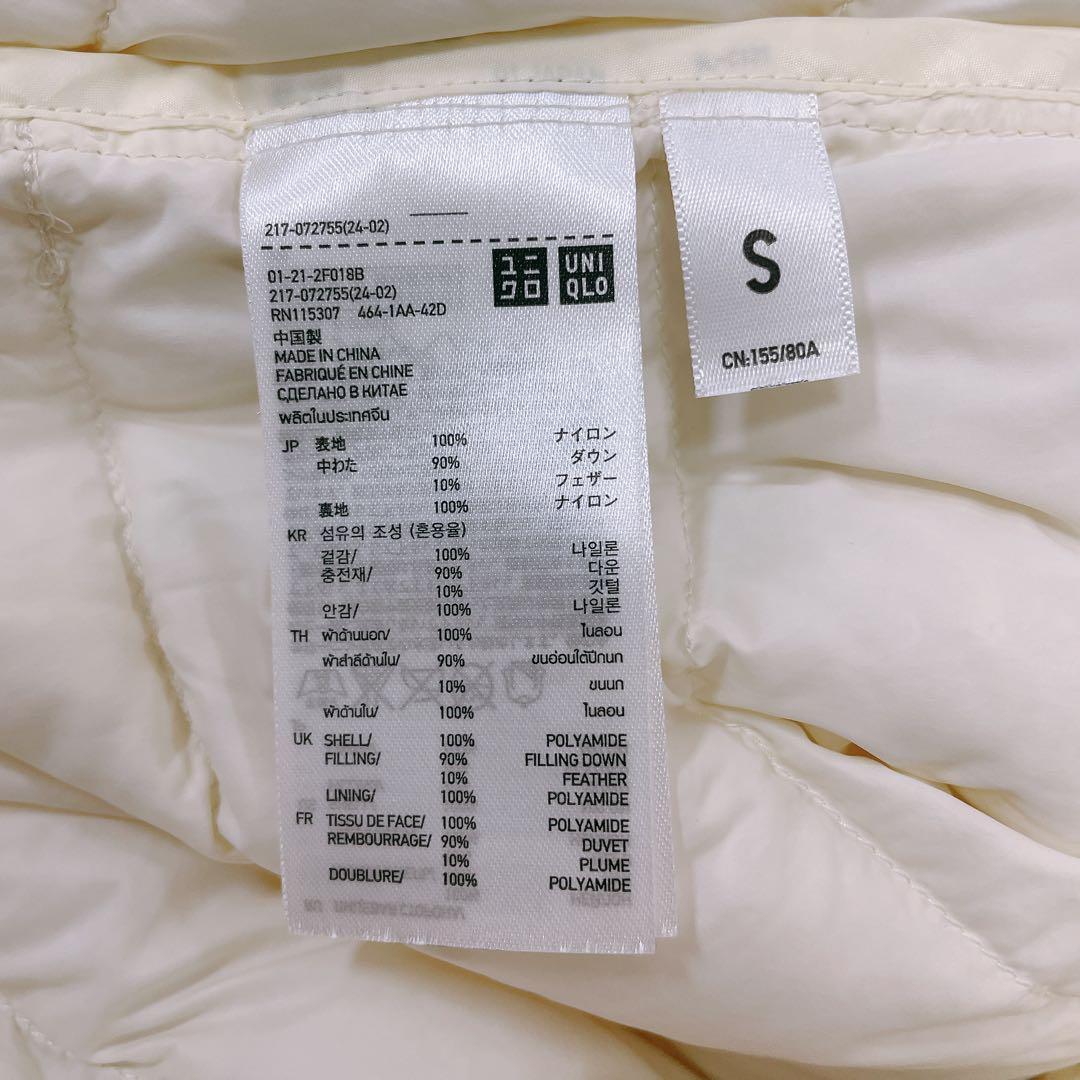 217-072755(24-02)
01-21-2F018B
217-072755(24-02)
RN115307 464-1AA-42D
ユニクロ
UNIQLO
中国製
MADE IN CHINA
FABRIQUÉ EN CHINE
СДЕЛАНО В КИТАЕ
ผลิตในประเทศจีน
JP 表地 100% ナイロン
中わた 90% ダウン
10% フェザー
裏地 100% ナイロン
KR 섬유의 조성 (혼용율)
겉감/ 100% 나일론
충전재/ 90% 다운
10% 깃털
안감/ 100% 나일론
TH ผ้าด้านนอก/ 100% ไนลอน
ผ้าสำลีด้านใน/ 90% ขนอ่อนใต้ปีกนก
10% ขนนก
ผ้าด้านใน/ 100% ไนลอน
UK SHELL/ 100% POLYAMIDE
FILLING/ 90% FILLING DOWN
10% FEATHER
LINING/ 100% POLYAMIDE
FR TISSU DE FACE/ 100% POLYAMIDE
REMBOURRAGE/ 90% DUVET
10% PLUME
DOUBLURE/ 100% POLYAMIDE
S
CN:155/80A